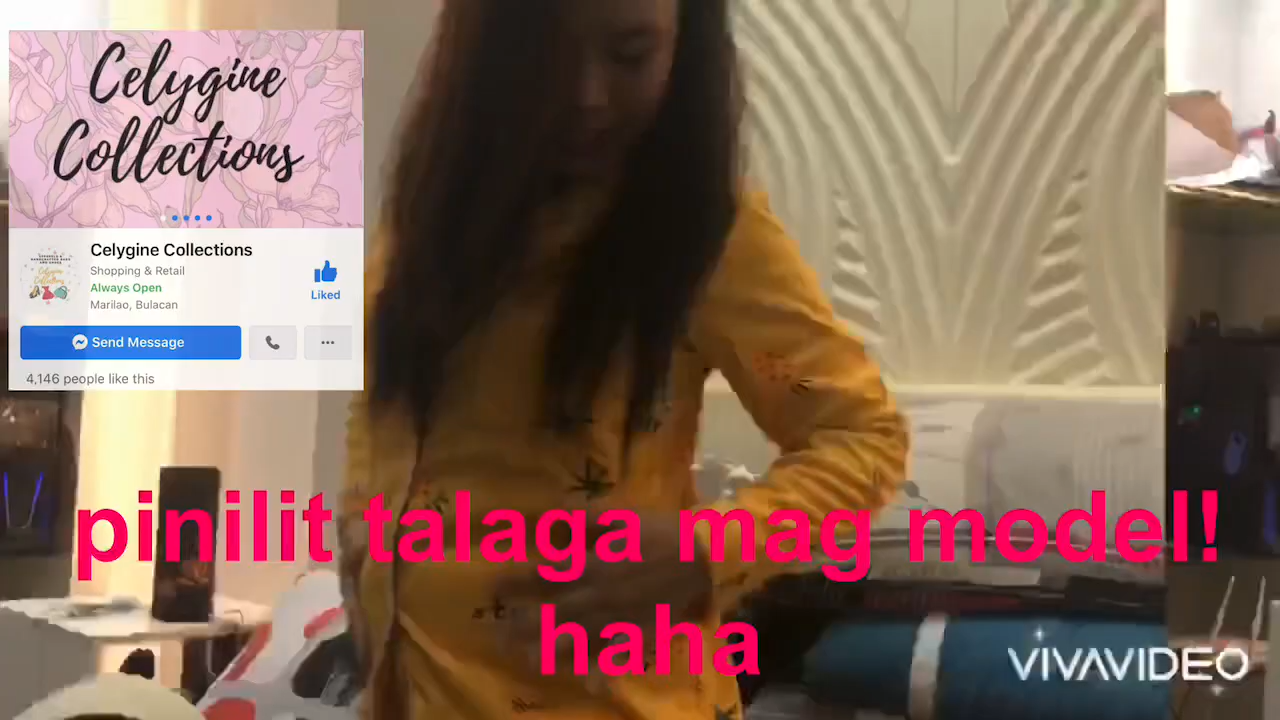 Celygine
Collections
Celygine Collections
Shopping & Retail
Always Open
Marilao, Bulacan
Liked
Send Message
4,146 people like this
pinilit talaga mag model!
haha
VIVAVIDEO